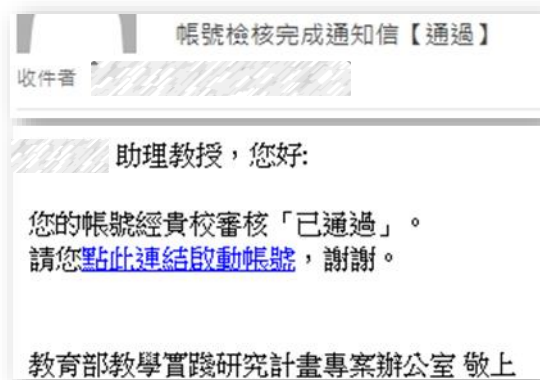 帳號檢核完成通知信【通過】
收件者
助理教授，您好:
您的帳號經貴校審核「已通過」。
請您點此連結啟動帳號，謝謝。
教育部教學實踐研究計畫專案辦公室 敬上